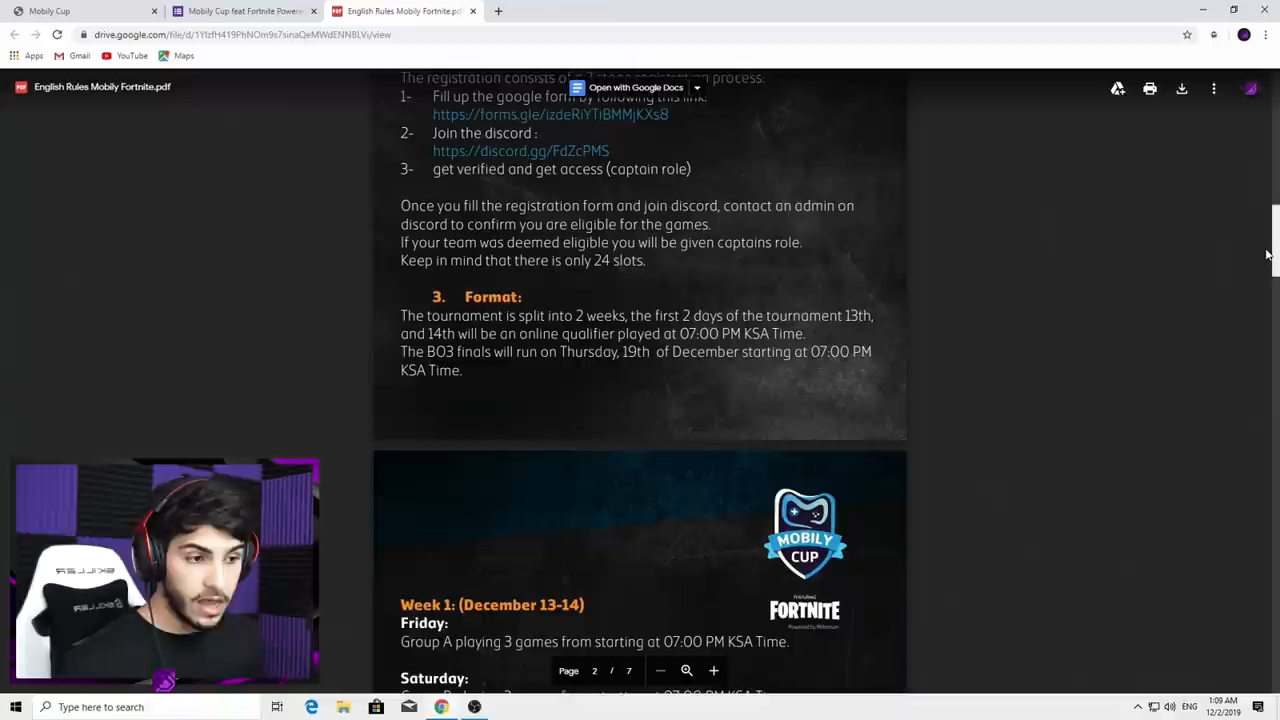 Mobily Cup
Mobily Cup feat Fortnite Powere
English Rules Mobily Fortnite.pdf
Apps
Gmail
YouTube
Maps
English Rules Mobily Fortnite.pdf
Open with Google Docs
The registration consists of process:
1- Fill up the google form by following this link:
https://forms.gle/izdeRiYTiBMMjKXs8
2- Join the discord :
https://discord.gg/FdZcPMS
3- get verified and get access (captain role)
Once you fill the registration form and join discord, contact an admin on
discord to confirm you are eligible for the games.
If your team was deemed eligible you will be given captains role.
Keep in mind that there is only 24 slots.
3. Format:
The tournament is split into 2 weeks, the first 2 days of the tournament 13th,
and 14th will be an online qualifier played at 07:00 PM KSA Time.
The BO3 finals will run on Thursday, 19th of December starting at 07:00 PM
KSA Time.
MOBILY
CUP
FEATURING
FORTNITE
Powered by Millennium
Week 1: (December 13-14)
Friday:
Group A playing 3 games from starting at 07:00 PM KSA Time.
Saturday:
Page 2 / 7
Type here to search
ENG
1:09 AM
12/2/2019